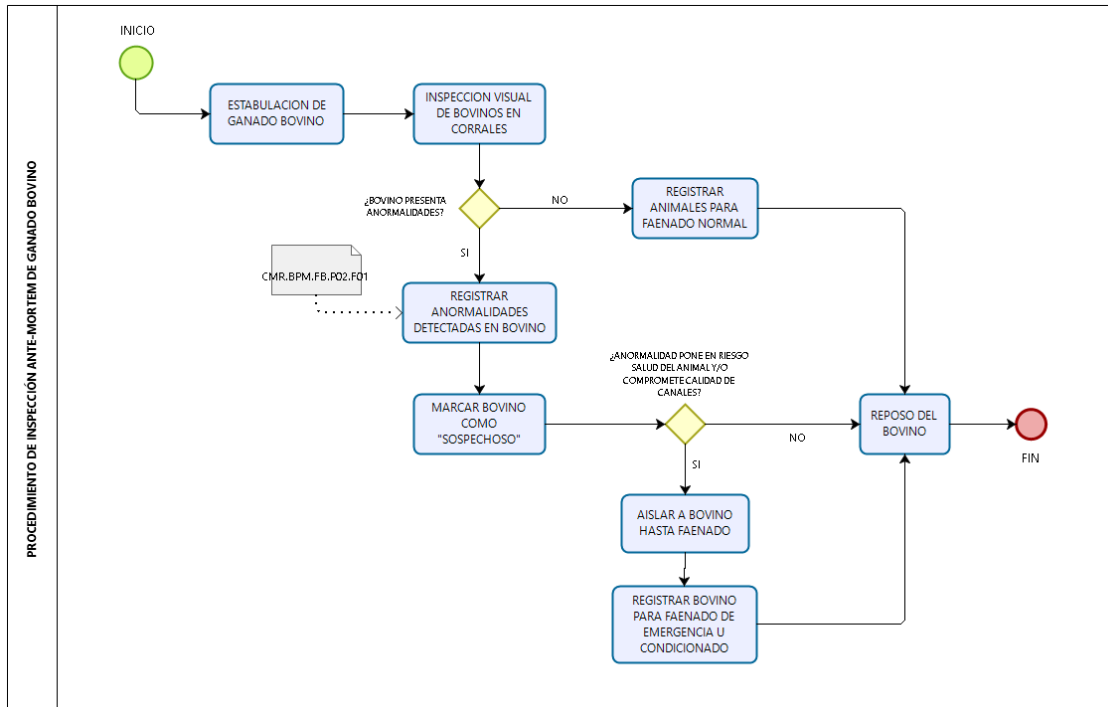 PROCEDIMIENTO DE INSPECCIÓN ANTE-MORTEM DE GANADO BOVINO
INICIO
ESTABULACION DE
GANADO BOVINO
INSPECCION VISUAL
DE BOVINOS EN
CORRALES
¿BOVINO PRESENTA
ANORMALIDADES?
NO
REGISTRAR
ANIMALES PARA
FAENADO NORMAL
SI
CMR.BPM.FB.P02.F01
REGISTRAR
ANORMALIDADES
DETECTADAS EN BOVINO
¿ANORMALIDAD PONE EN RIESGO
SALUD DEL ANIMAL Y/O
COMPROMETE CALIDAD DE
CANALES?
MARCAR BOVINO
COMO
"SOSPECHOSO"
NO
REPOSO DEL
BOVINO
FIN
SI
AISLAR A BOVINO
HASTA FAENADO
REGISTRAR BOVINO
PARA FAENADO DE
EMERGENCIA U
CONDICIONADO